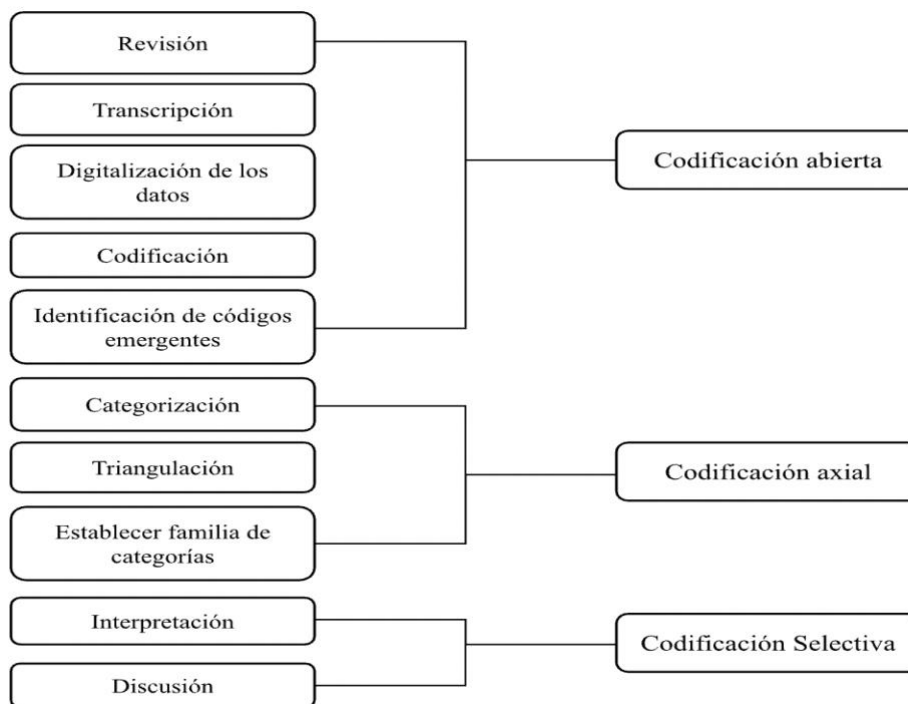 Revisión
Transcripción
Digitalización de los
datos
Codificación
Identificación de códigos
emergentes
Codificación abierta
Categorización
Triangulación
Establecer familia de
categorías
Codificación axial
Interpretación
Discusión
Codificación Selectiva